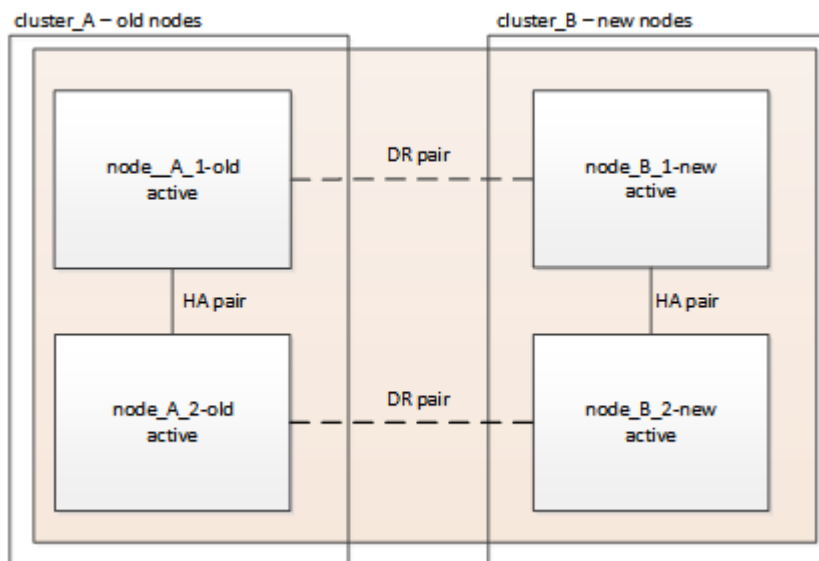 cluster_A – old nodes
cluster_B – new nodes
node__A_1-old
active
DR pair
node_B_1-new
active
HA pair
HA pair
node_A_2-old
active
DR pair
node_B_2-new
active